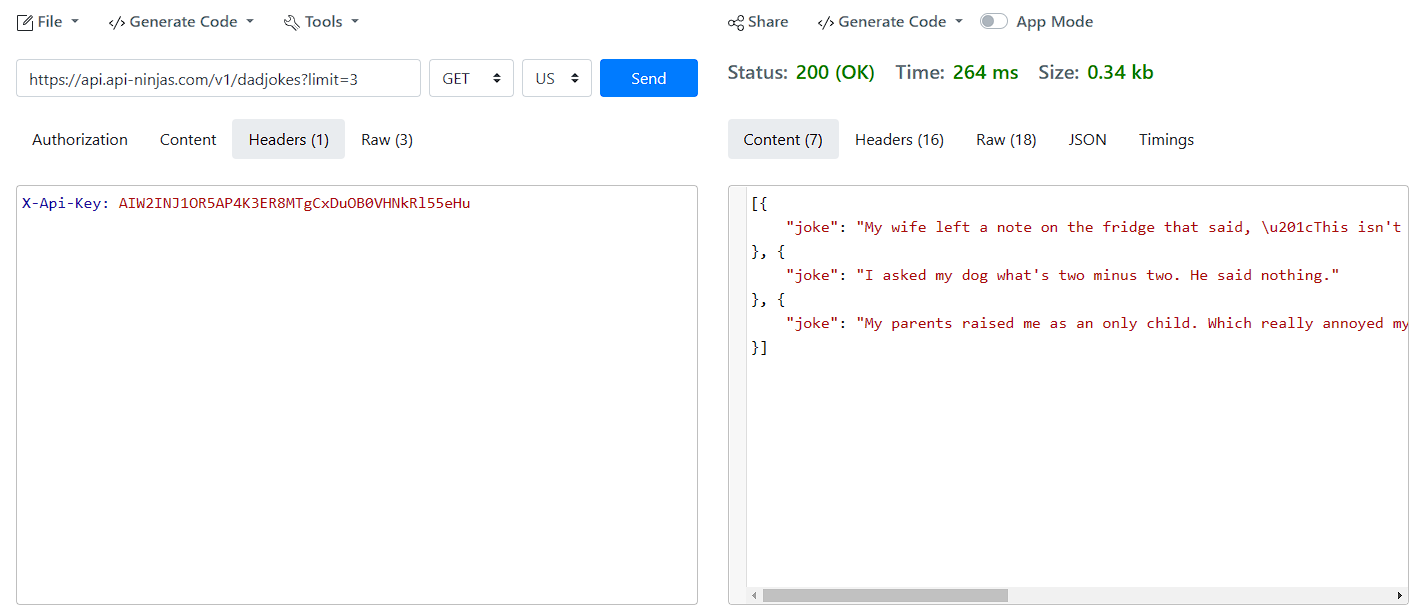 File
Generate Code
Tools
Share
Generate Code
App Mode
https://api.api-ninjas.com/v1/dadjokes?limit=3
GET
US
Send
Status: 200 (OK) Time: 264 ms Size: 0.34 kb
Authorization
Content
Headers (1)
Raw (3)
Content (7)
Headers (16)
Raw (18)
JSON
Timings
X-Api-Key: AIW2INJ1OR5AP4K3ER8MTgCxDuOB0VHNkRl55eHu
[{
"joke": "My wife left a note on the fridge that said, \u201cThis isn't
}, {
"joke": "I asked my dog what's two minus two. He said nothing."
}, {
"joke": "My parents raised me as an only child. Which really annoyed my
}]